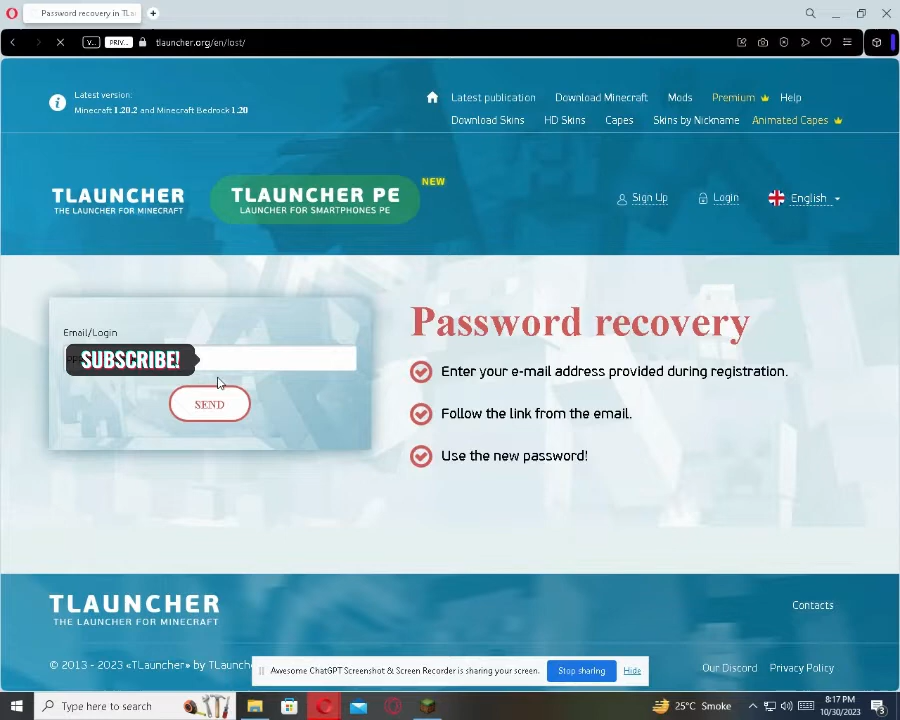 Password recovery in TLa
V...
PRIV...
tlauncher.org/en/lost/
Latest version:
Minecraft 1.20.2 and Minecraft Bedrock 1.20
Latest publication
Download Minecraft
Mods
Premium
Help
Download Skins
HD Skins
Capes
Skins by Nickname
Animated Capes
TLAUNCHER
THE LAUNCHER FOR MINECRAFT
TLAUNCHER PE
LAUNCHER FOR SMARTPHONES PE
NEW
Sign Up
Login
English
Email/Login
SUBSCRIBE!
SEND
Password recovery
Enter your e-mail address provided during registration.
Follow the link from the email.
Use the new password!
TLAUNCHER
THE LAUNCHER FOR MINECRAFT
Contacts
© 2013 - 2023 «TLauncher» by TLaunche
Our Discord
Privacy Policy
Awesome ChatGPT Screenshot & Screen Recorder is sharing your screen.
Stop sharing
Hide
Type here to search
25°C Smoke
8:17 PM
10/30/2023
3